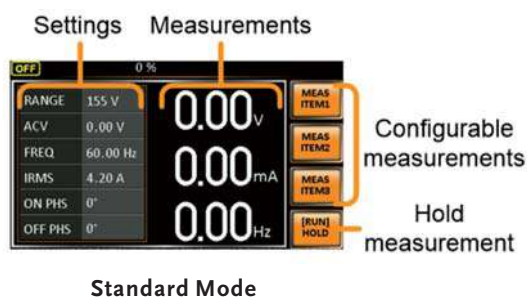 Settings Measurements
OFF 0 %
RANGE 155 V
ACV 0.00 V
FREQ 60.00 Hz
IRMS 4.20 A
ON PHS 0°
OFF PHS 0°
0.00V
0.00mA
0.00Hz
MEAS
ITEM1
MEAS
ITEM2
MEAS
ITEM3
[RUN]
HOLD
Configurable
measurements
Hold
measurement
Standard Mode